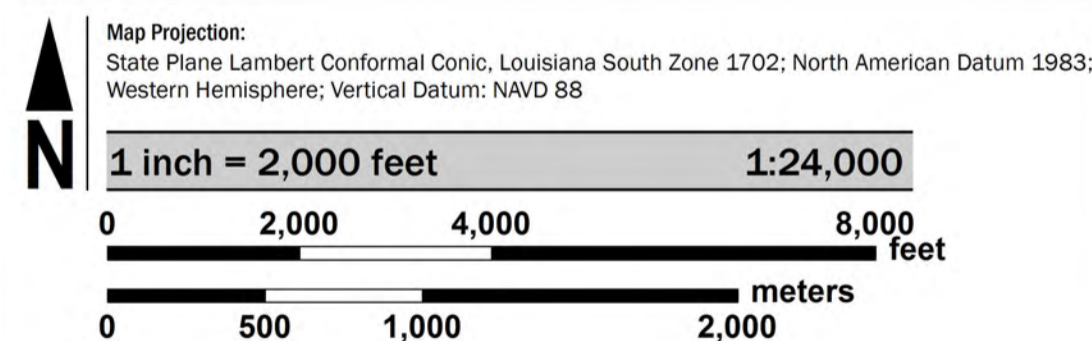 Map Projection:
State Plane Lambert Conformal Conic, Louisiana South Zone 1702; North American Datum 1983;
Western Hemisphere; Vertical Datum: NAVD 88
N
1 inch = 2,000 feet 1:24,000
0 2,000 4,000 8,000
feet
meters
0 500 1,000 2,000